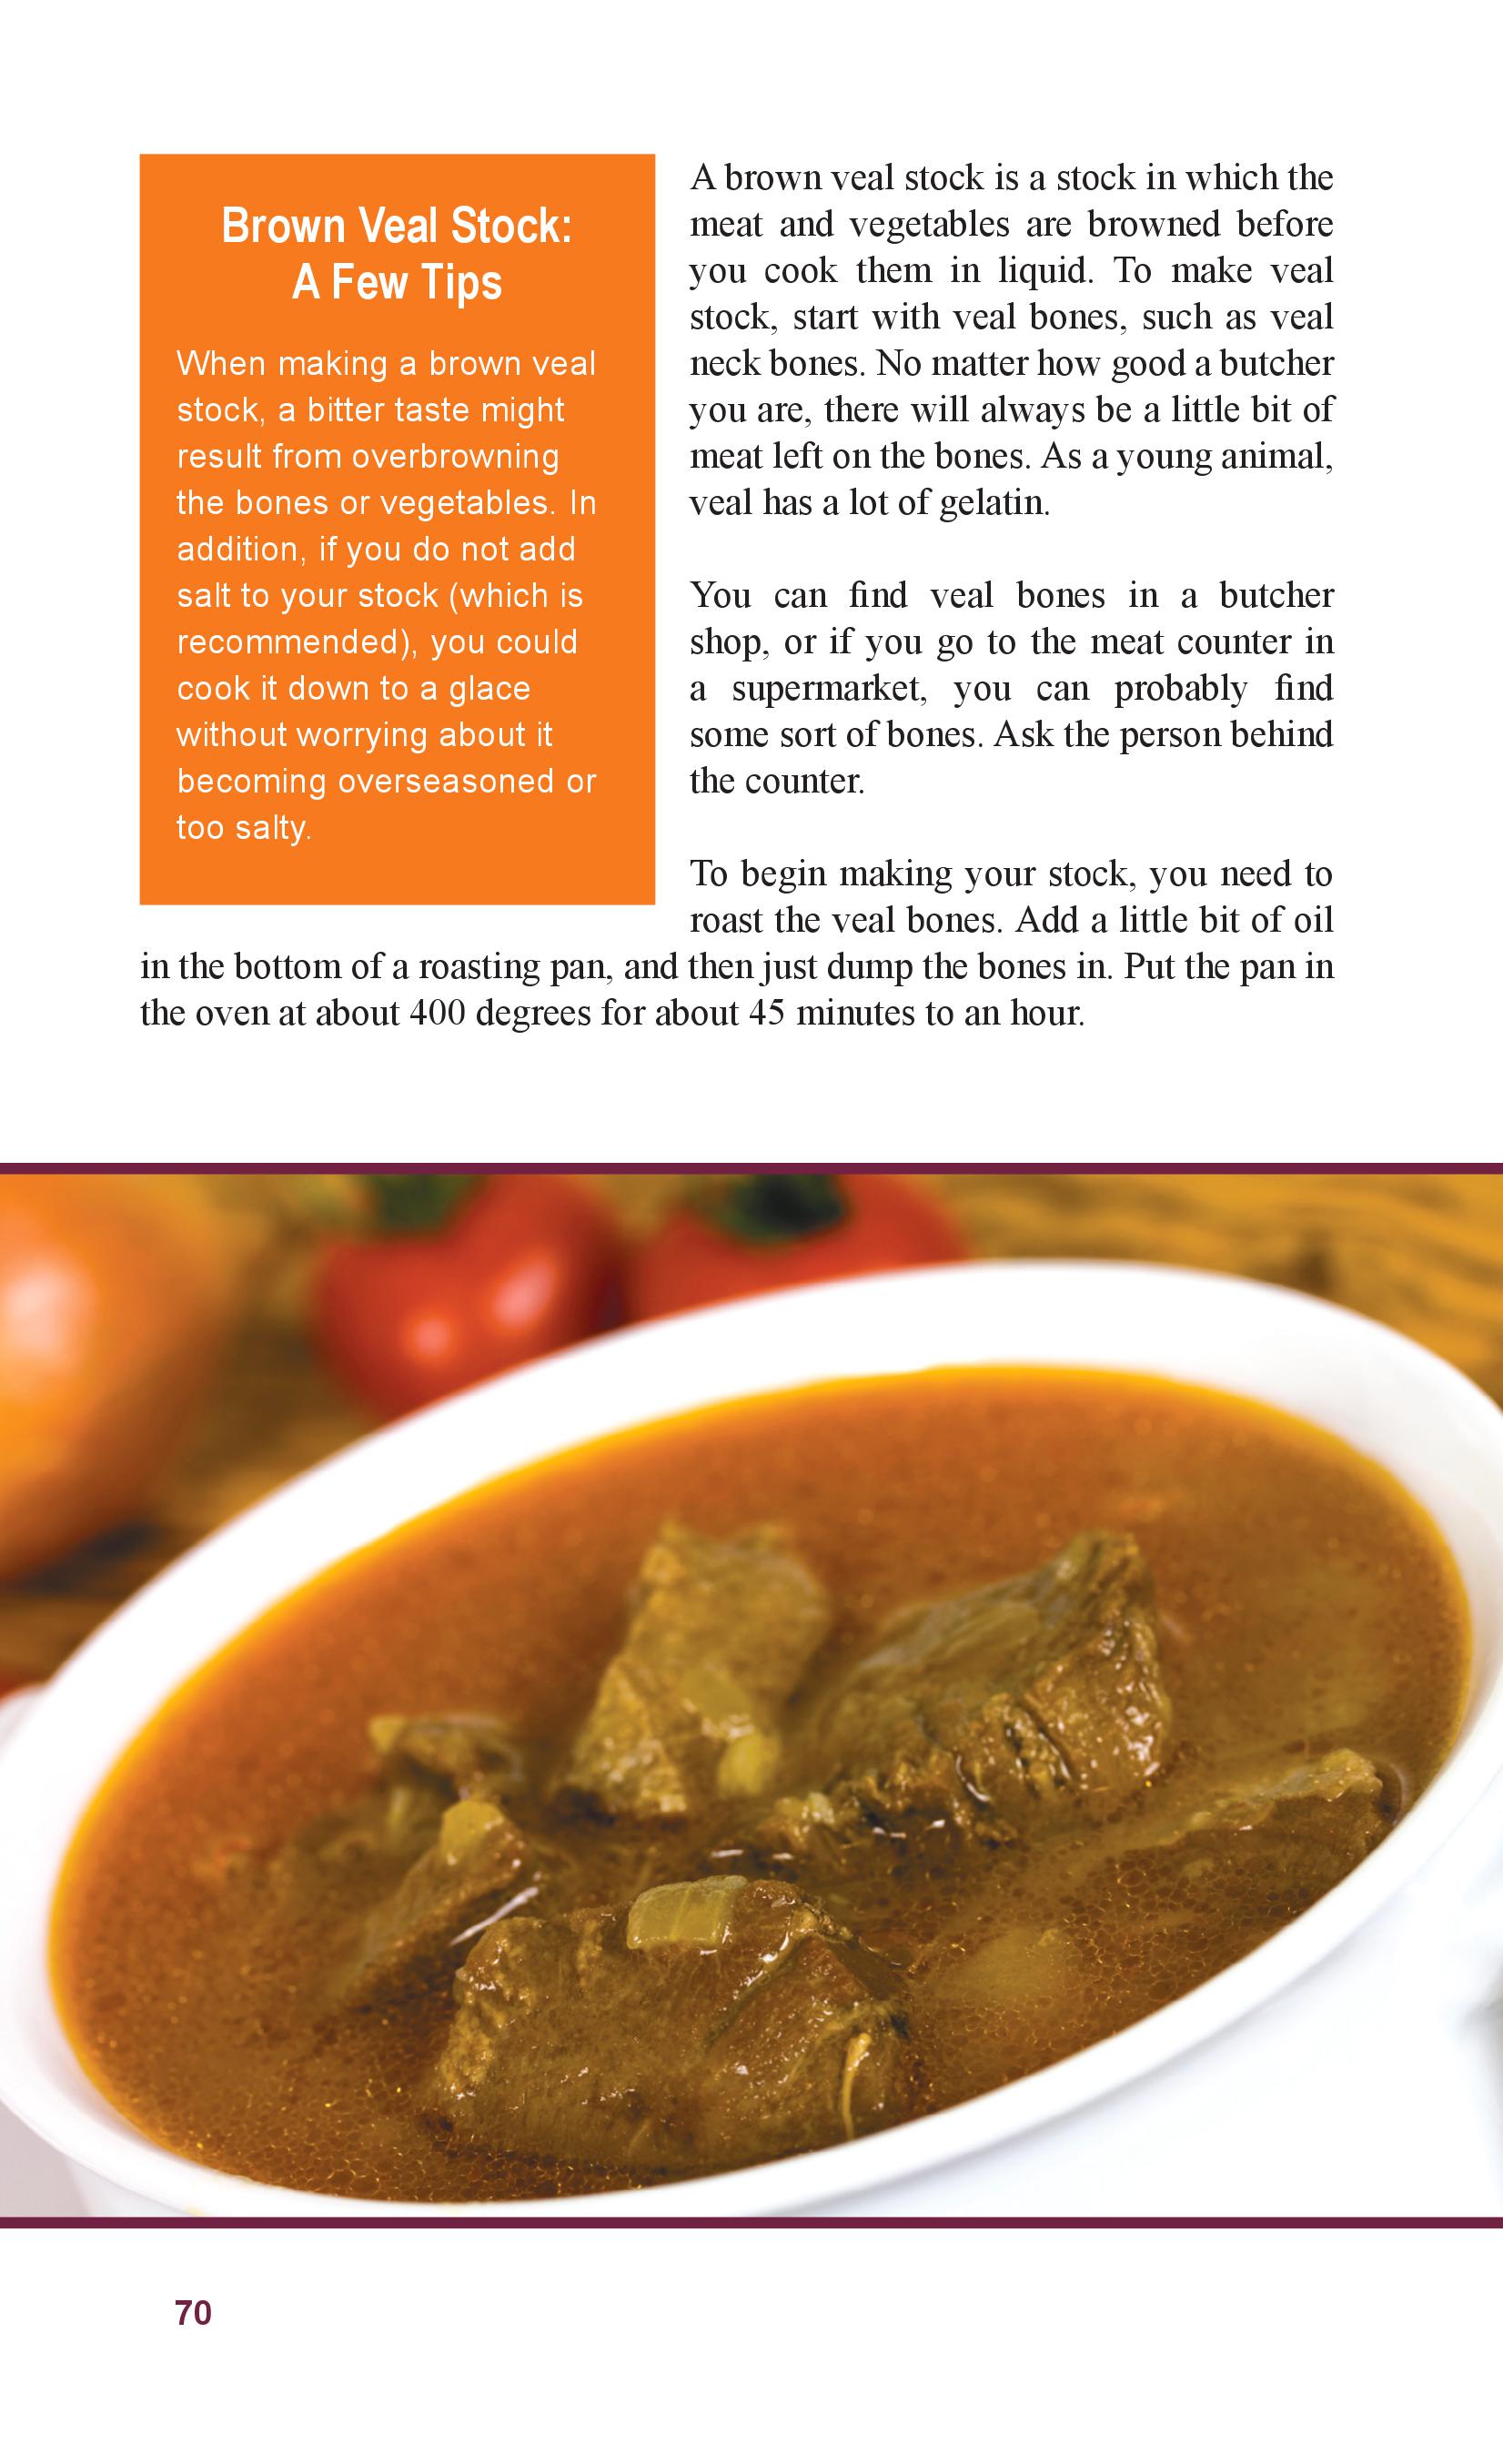 Brown Veal Stock:
A Few Tips
When making a brown veal
stock, a bitter taste might
result from overbrowning
the bones or vegetables. In
addition, if you do not add
salt to your stock (which is
recommended), you could
cook it down to a glace
without worrying about it
becoming overseasoned or
too salty.
A brown veal stock is a stock in which the
meat and vegetables are browned before
you cook them in liquid. To make veal
stock, start with veal bones, such as veal
neck bones. No matter how good a butcher
you are, there will always be a little bit of
meat left on the bones. As a young animal,
veal has a lot of gelatin.
You can find veal bones in a butcher
shop, or if you go to the meat counter in
a supermarket, you can probably find
some sort of bones. Ask the person behind
the counter.
To begin making your stock, you need to
roast the veal bones. Add a little bit of oil
in the bottom of a roasting pan, and then just dump the bones in. Put the pan in
the oven at about 400 degrees for about 45 minutes to an hour.
70